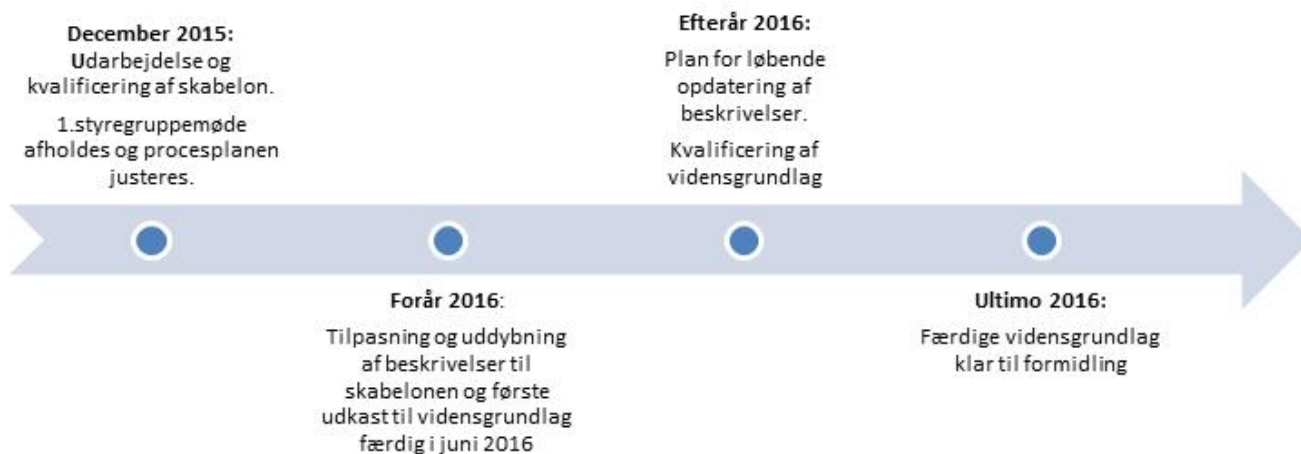 December 2015:
Udarbejdelse og
kvalificering af skabelon.
1.styregruppemøde
afholdes og procesplanen
justeres.
Forår 2016:
Tilpasning og uddybning
af beskrivelser til
skabelonen og første
udkast til vidensgrundlag
færdig i juni 2016
Efterår 2016:
Plan for løbende
opdatering af
beskrivelser.
Kvalificering af
vidensgrundlag
Ultimo 2016:
Færdige vidensgrundlag
klar til formidling